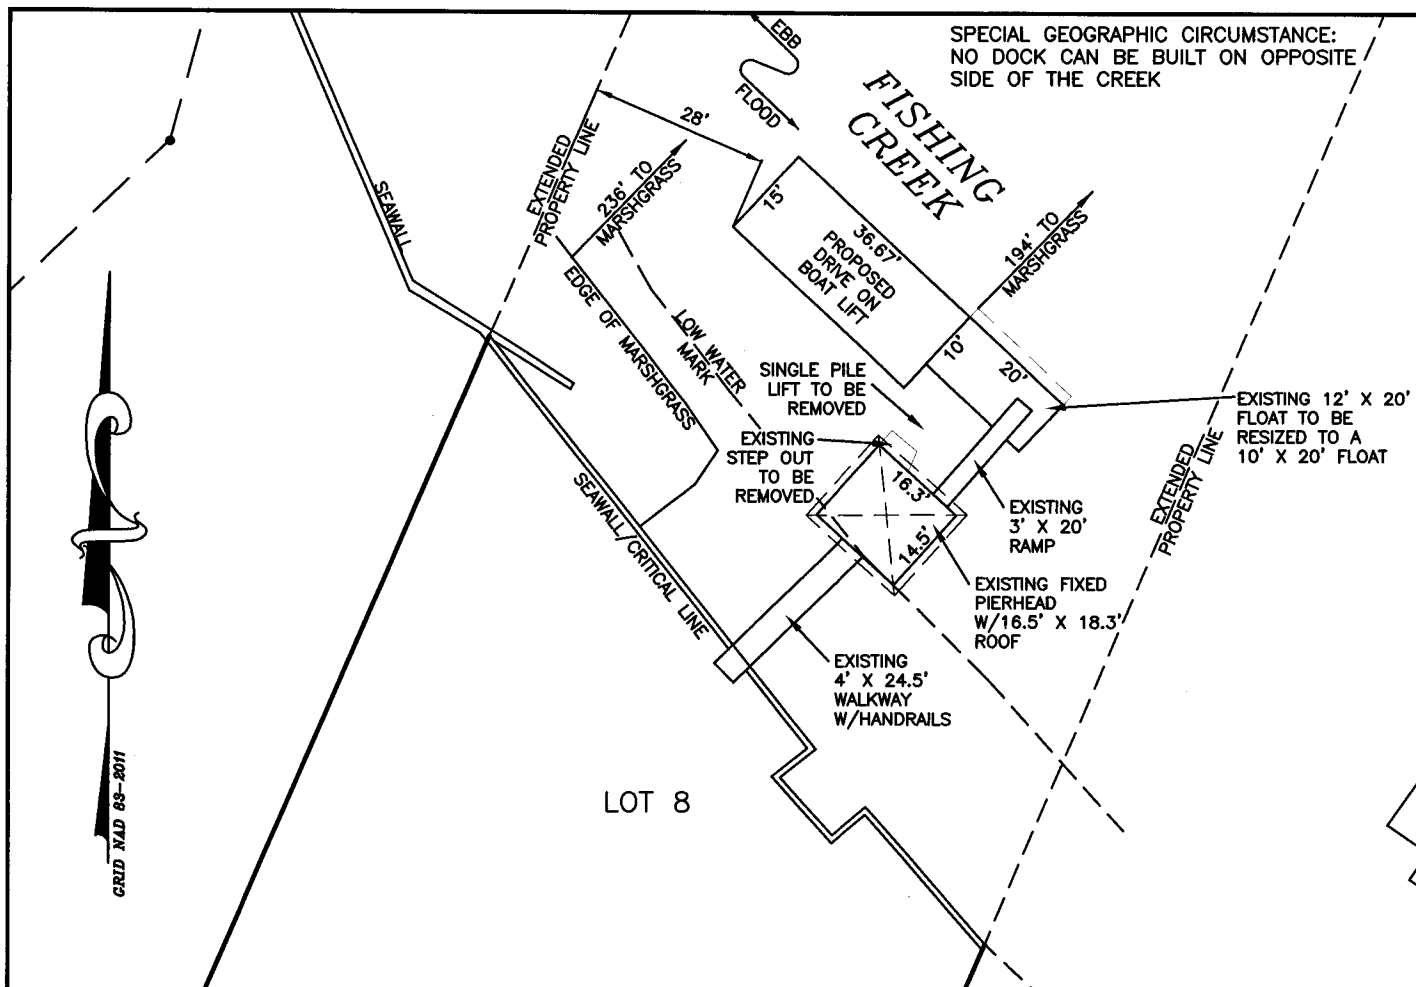 SPECIAL GEOGRAPHIC CIRCUMSTANCE:
NO DOCK CAN BE BUILT ON OPPOSITE
SIDE OF THE CREEK
EBB
FLOOD
FISHING
CREEK
28'
EXTENDED
PROPERTY LINE
SEAWALL
236' TO
MARSHGRASS
15'
36.67'
PROPOSED
DRIVE ON
BOAT LIFT
194' TO
MARSHGRASS
EDGE OF MARSHGRASS
LOW WATER
MARK
10'
20'
SINGLE PILE
LIFT TO BE
REMOVED
EXISTING 12' X 20'
FLOAT TO BE
RESIZED TO A
10' X 20' FLOAT
EXISTING
STEP OUT
TO BE
REMOVED
16.3'
14.5'
EXTENDED
PROPERTY LINE
EXISTING
3' X 20'
RAMP
SEAWALL/CRITICAL LINE
EXISTING FIXED
PIERHEAD
W/16.5' X 18.3'
ROOF
EXISTING
4' X 24.5'
WALKWAY
W/HANDRAILS
LOT 8
GRID NAD 83-2011